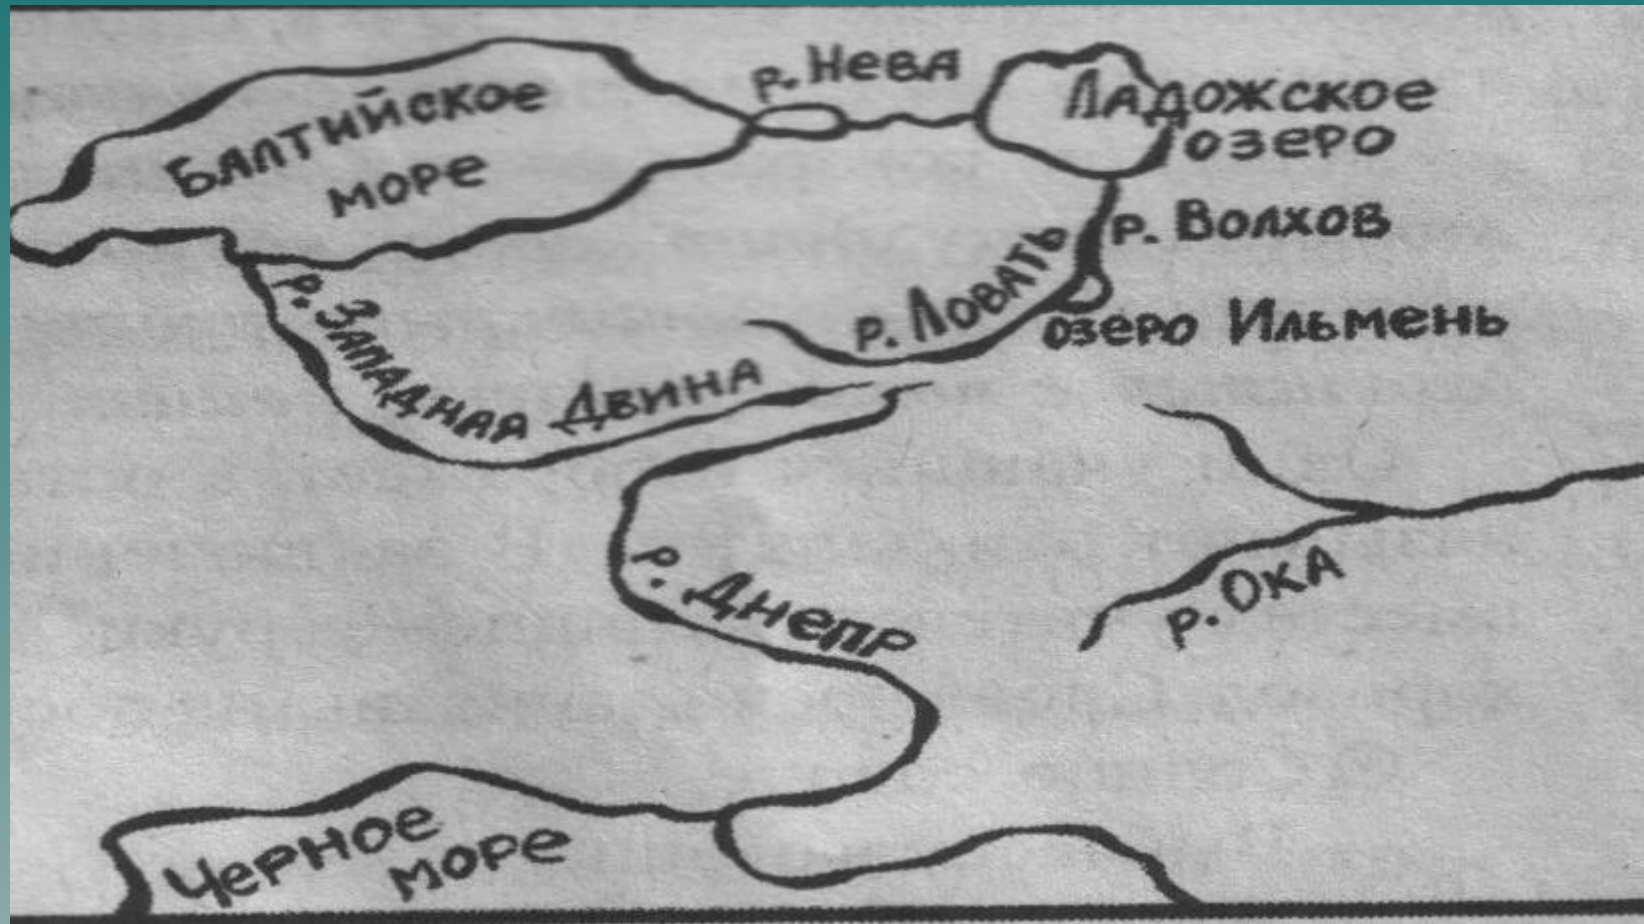 р. Нева
Балтийское
море
Ладожское
озеро
р. Волхов
р. Ловать
озеро Ильмень
р. Западная Двина
р. Днепр
р. Ока
Черное
море